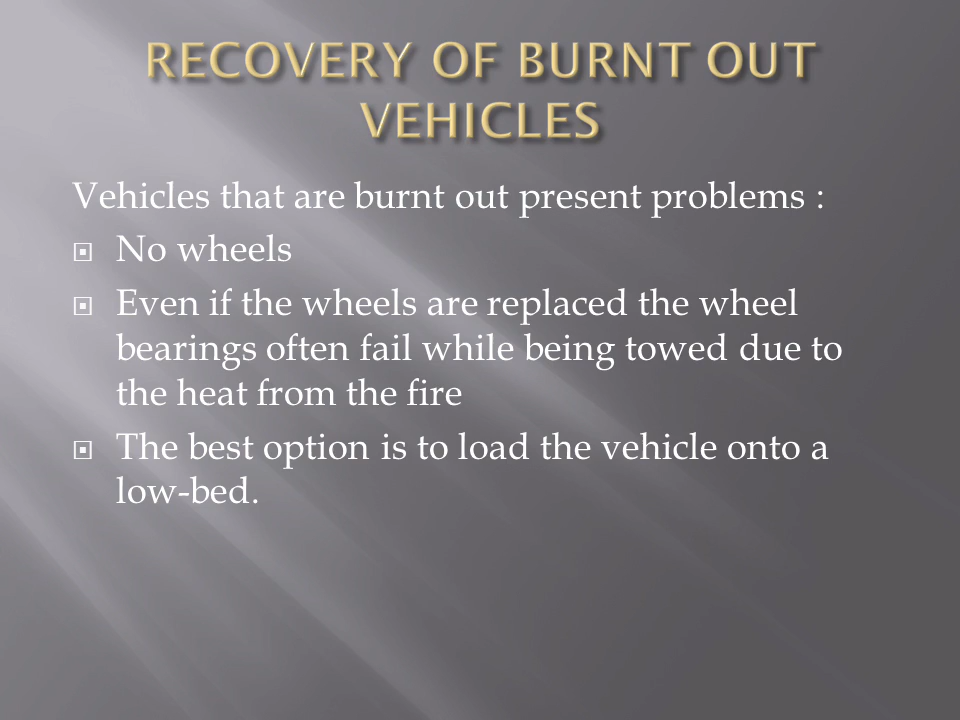 RECOVERY OF BURNT OUT
VEHICLES
Vehicles that are burnt out present problems :
No wheels
Even if the wheels are replaced the wheel
bearings often fail while being towed due to
the heat from the fire
The best option is to load the vehicle onto a
low-bed.